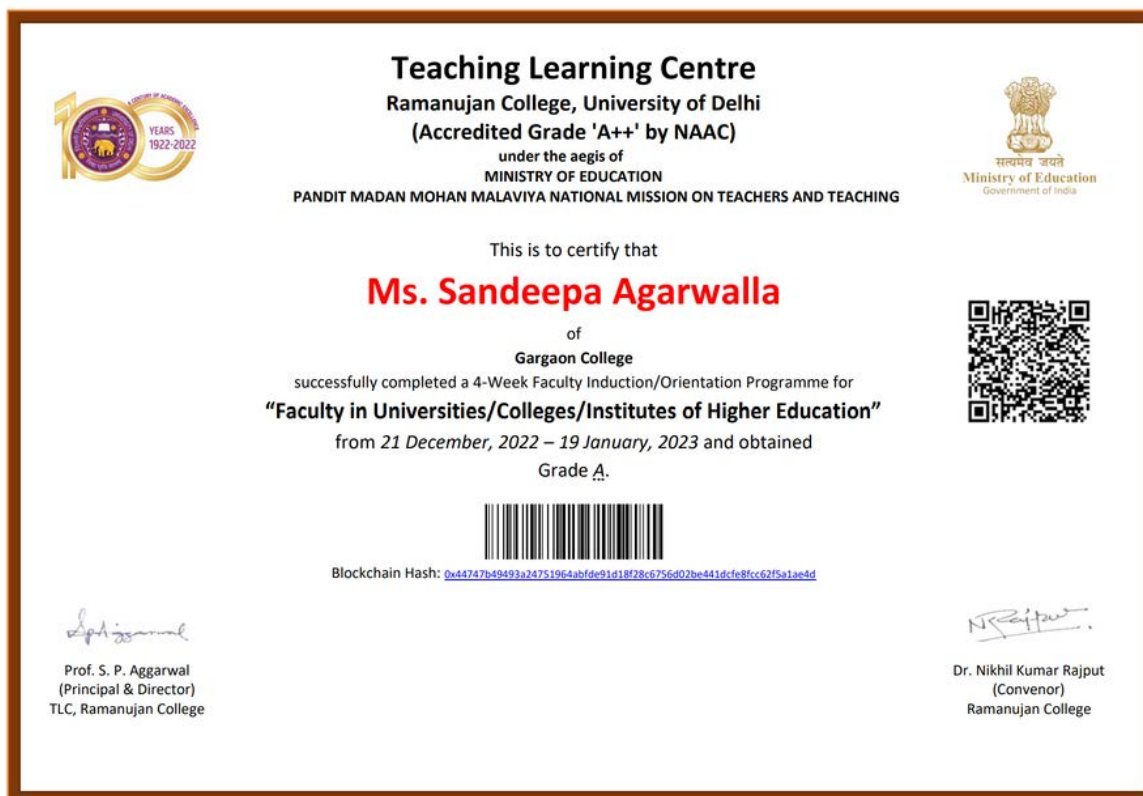 Teaching Learning Centre
Ramanujan College, University of Delhi
(Accredited Grade 'A++' by NAAC)
under the aegis of
MINISTRY OF EDUCATION
PANDIT MADAN MOHAN MALAVIYA NATIONAL MISSION ON TEACHERS AND TEACHING
A CENTURY OF ACADEMIC EXCELLENCE
100
YEARS
1922-2022
सत्यमेव जयते
Ministry of Education
Government of India
This is to certify that
Ms. Sandeepa Agarwalla
of
Gargaon College
successfully completed a 4-Week Faculty Induction/Orientation Programme for
“Faculty in Universities/Colleges/Institutes of Higher Education”
from 21 December, 2022 – 19 January, 2023 and obtained
Grade A.
Blockchain Hash: 0x44747b49493a24751964abfde91d18f28c6756d02be441dcfe8fcc62f5a1ae4d
Prof. S. P. Aggarwal
(Principal & Director)
TLC, Ramanujan College
Dr. Nikhil Kumar Rajput
(Convenor)
Ramanujan College